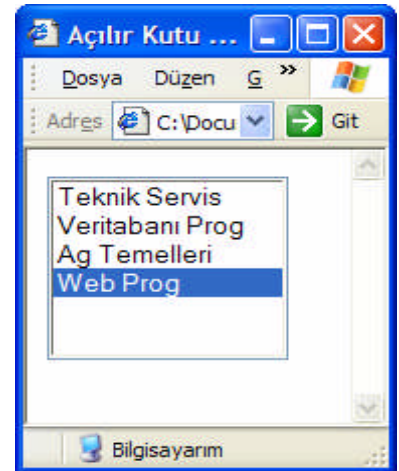 Açılır Kutu ...
Dosya Düzen G »
Adres C:\Docu Git
Teknik Servis
Veritabanı Prog
Ag Temelleri
Web Prog
Bilgisayarım